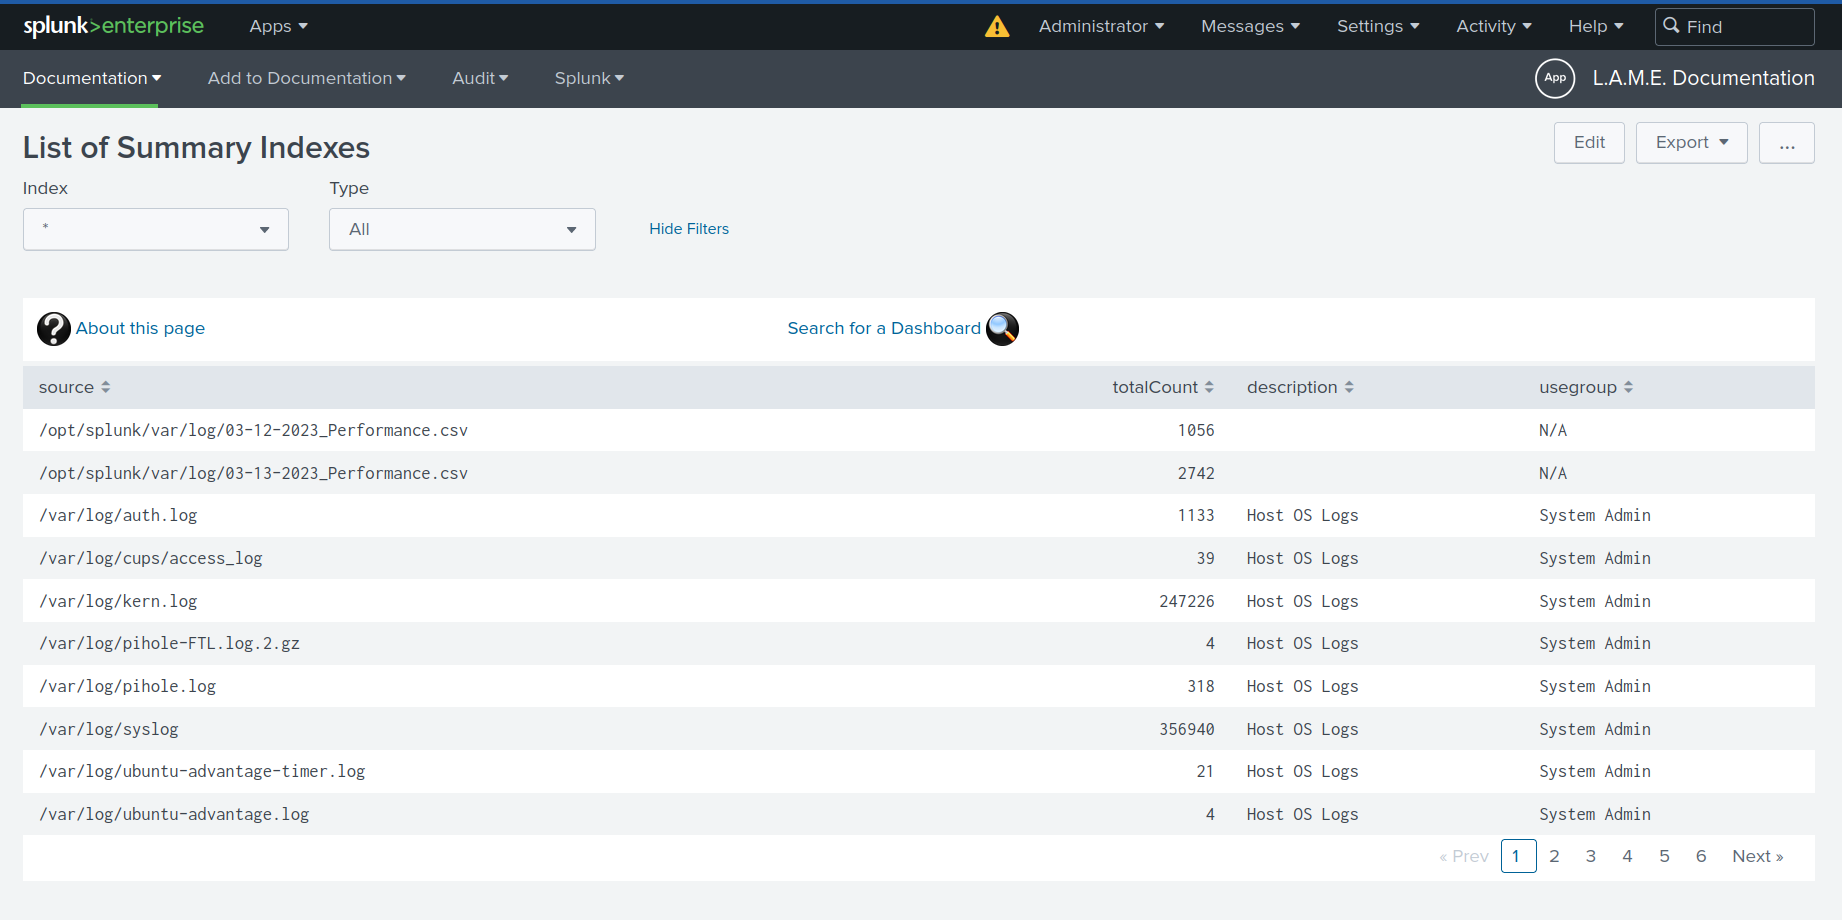 splunk>enterprise Apps Administrator Messages Settings Activity Help Find
Documentation Add to Documentation Audit Splunk App L.A.M.E. Documentation
List of Summary Indexes Edit Export ...
Index Type
* All Hide Filters
? About this page Search for a Dashboard
source totalCount description usegroup
/opt/splunk/var/log/03-12-2023_Performance.csv 1056 N/A
/opt/splunk/var/log/03-13-2023_Performance.csv 2742 N/A
/var/log/auth.log 1133 Host OS Logs System Admin
/var/log/cups/access_log 39 Host OS Logs System Admin
/var/log/kern.log 247226 Host OS Logs System Admin
/var/log/pihole-FTL.log.2.gz 4 Host OS Logs System Admin
/var/log/pihole.log 318 Host OS Logs System Admin
/var/log/syslog 356940 Host OS Logs System Admin
/var/log/ubuntu-advantage-timer.log 21 Host OS Logs System Admin
/var/log/ubuntu-advantage.log 4 Host OS Logs System Admin
« Prev 1 2 3 4 5 6 Next »